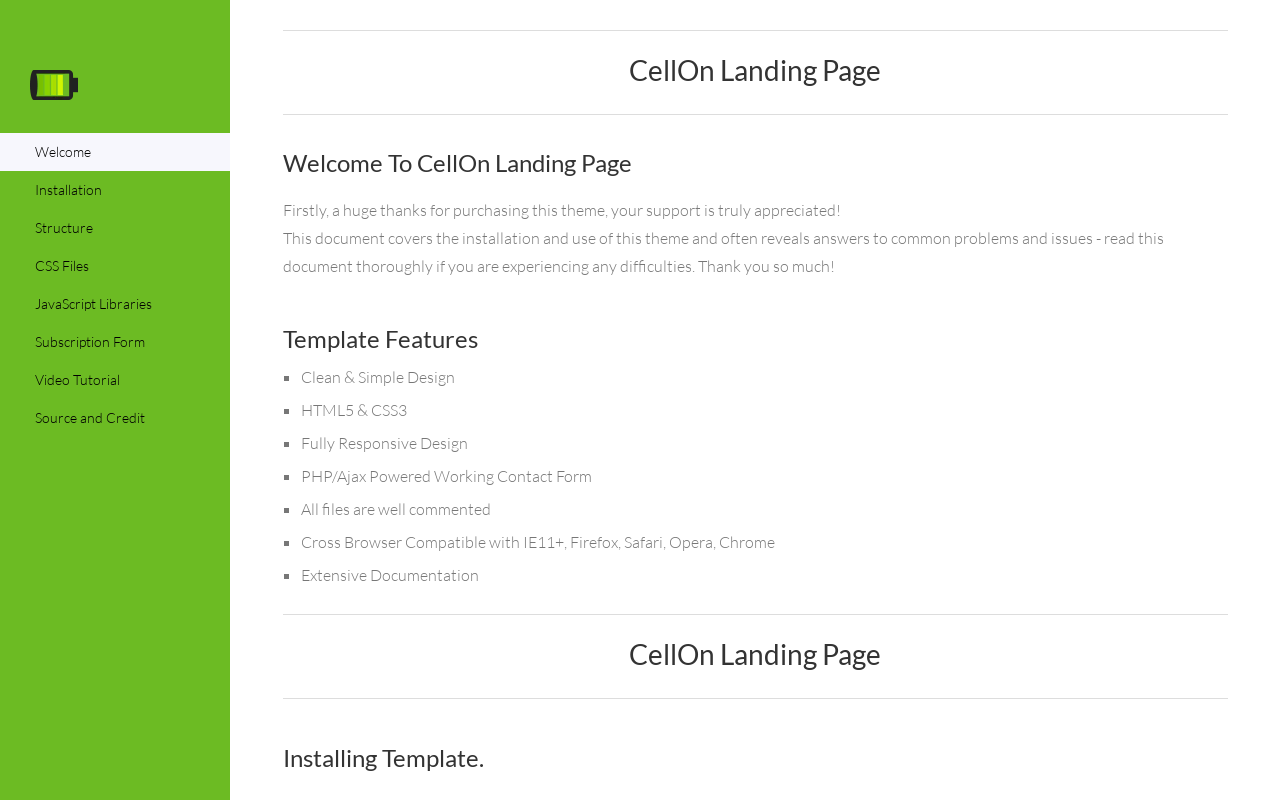 Welcome
Installation
Structure
CSS Files
JavaScript Libraries
Subscription Form
Video Tutorial
Source and Credit
CellOn Landing Page
Welcome To CellOn Landing Page
Firstly, a huge thanks for purchasing this theme, your support is truly appreciated!
This document covers the installation and use of this theme and often reveals answers to common problems and issues - read this
document thoroughly if you are experiencing any difficulties. Thank you so much!
Template Features
Clean & Simple Design
HTML5 & CSS3
Fully Responsive Design
PHP/Ajax Powered Working Contact Form
All files are well commented
Cross Browser Compatible with IE11+, Firefox, Safari, Opera, Chrome
Extensive Documentation
CellOn Landing Page
Installing Template.